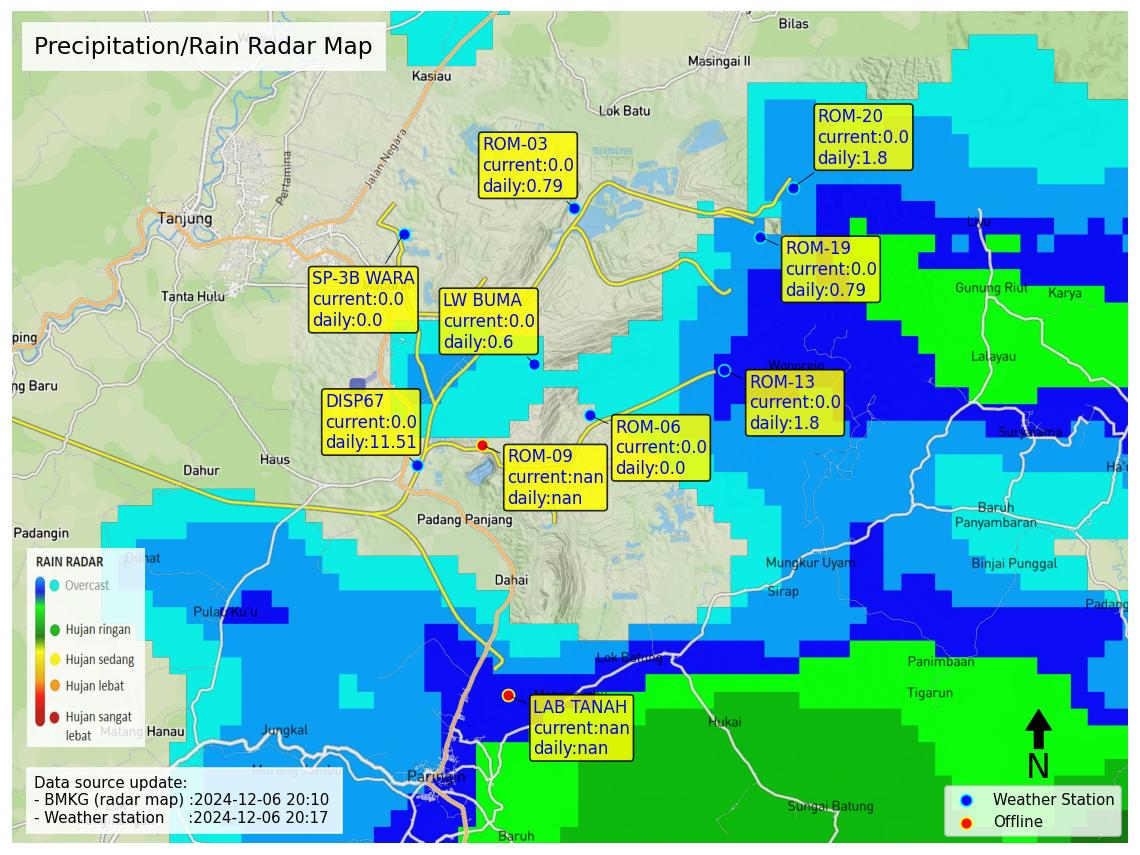 Bilas
Precipitation/Rain Radar Map
Masingai II
Kasiau
Lok Batu
ROM-20
current:0.0
daily:1.8
ROM-03
current:0.0
daily:0.79
Jalan Negara
Pertamina
Tanjung
Liyu
ROM-19
current:0.0
daily:0.79
SP-3B WARA
current:0.0
daily:0.0
Tanta Hulu
LW BUMA
current:0.0
daily:0.6
Gunung Riut
Karya
ping
Lalayau
Wonorejo
ng Baru
ROM-13
current:0.0
daily:1.8
DISP67
current:0.0
daily:11.51
ROM-06
current:0.0
daily:0.0
Suryatama
ROM-09
current:nan
daily:nan
Haus
Dahur
Ha'u
Baruh
Panyambaran
Padang Panjang
Padangin
Mungkur Uyam
Binjai Punggal
RAIN RADAR
Overcast
Hujan ringan
Hujan sedang
Hujan lebat
Hujan sangat
lebat
Dahai
Sirap
Padang
Pulau Ku'u
Lok Batung
Panimbaan
Tigarun
LAB TANAH
current:nan
daily:nan
Hukai
Matang Hanau
Jungkal
Murung Jambu
Paringin
N
Data source update:
- BMKG (radar map) :2024-12-06 20:10
- Weather station :2024-12-06 20:17
Sungai Batung
Baruh
Weather Station
Offline